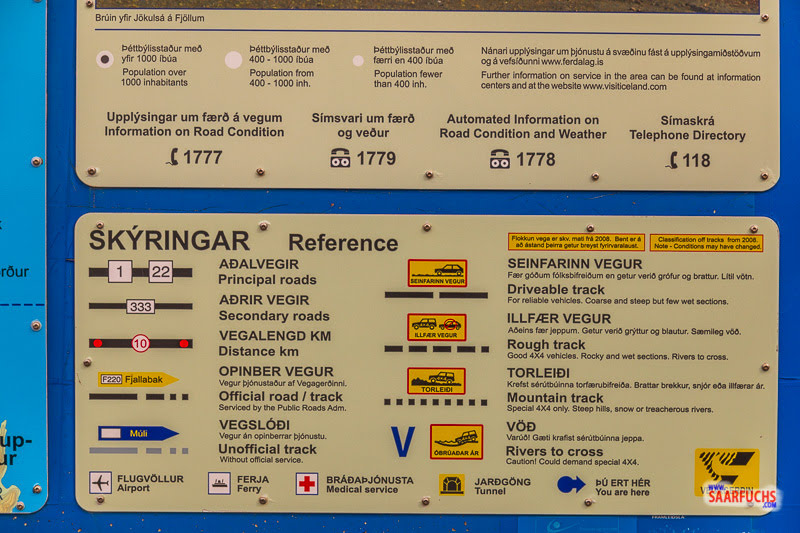 Brúin yfir Jökulsá á Fjöllum
Þéttbýlisstaður með
yfir 1000 íbúa
Population over
1000 inhabitants
Þéttbýlisstaður með
400 - 1000 íbúa
Population from
400 - 1000 inh.
Þéttbýlisstaður með
færri en 400 íbúa
Population fewer
than 400 inh.
Nánari upplýsingar um þjónustu á svæðinu fást á upplýsingamiðstöðvum
og á vefsíðunni www.ferdalag.is
Further information on service in the area can be found at information
centers and at the website www.visiticeland.com
Upplýsingar um færð á vegum
Information on Road Condition
1777
Símsvari um færð
og veður
1779
Automated Information on
Road Condition and Weather
1778
Símaskrá
Telephone Directory
118
SKÝRINGAR Reference
Flokkun vega er skv. mati frá 2008. Bent er á
að ástand þeirra getur breyst fyrirvaralaust.
Classification off tracks from 2008.
Note - Conditions may have changed.
1 22
AÐALVEGIR
Principal roads
333
AÐRIR VEGIR
Secondary roads
10
VEGALENGD KM
Distance km
F220 Fjallabak
OPINBER VEGUR
Vegur þjónustaður af Vegagerðinni.
Official road / track
Serviced by the Public Roads Adm.
Múli
VEGSLÓÐI
Vegur án opinberrar þjónustu.
Unofficial track
Without official service.
SEINFARINN VEGUR
SEINFARINN VEGUR
Fær góðum fólksbifreiðum en getur verið grófur og brattur. Lítil vötn.
Driveable track
For reliable vehicles. Coarse and steep but few wet sections.
ILLFÆR VEGUR
ILLFÆR VEGUR
Aðeins fær jeppum. Getur verið grýttur og blautur. Sæmileg vöð.
Rough track
Good 4X4 vehicles. Rocky and wet sections. Rivers to cross.
TORLEIÐI
TORLEIÐI
Krefst sérútbúinna torfærubifreiða. Brattar brekkur, snjór eða illfærar ár.
Mountain track
Special 4X4 only. Steep hills, snow or treacherous rivers.
V
ÓBRÚAÐAR ÁR
VÖÐ
Varúð! Gæti krafist sérútbúinna jeppa.
Rivers to cross
Caution! Could demand special 4X4.
FLUGVÖLLUR
Airport
FERJA
Ferry
BRÁÐAÞJÓNUSTA
Medical service
JARÐGÖNG
Tunnel
ÞÚ ERT HÉR
You are here
WWW.
SAARFUCHS
.COM